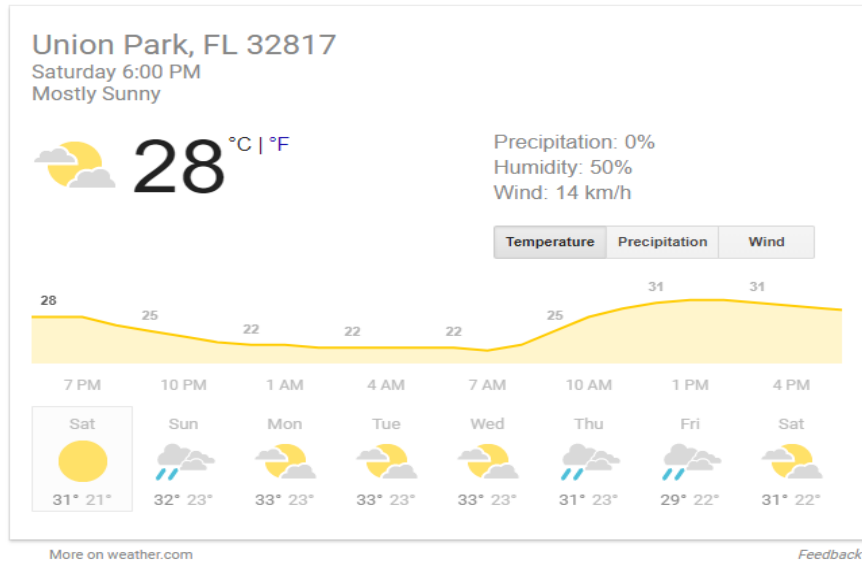 Union Park, FL 32817
Saturday 6:00 PM
Mostly Sunny
28 °C | °F
Precipitation: 0%
Humidity: 50%
Wind: 14 km/h
Temperature Precipitation Wind
28 25 22 22 22 25 31 31
7 PM 10 PM 1 AM 4 AM 7 AM 10 AM 1 PM 4 PM
Sat Sun Mon Tue Wed Thu Fri Sat
31° 21° 32° 23° 33° 23° 33° 23° 33° 23° 31° 23° 29° 22° 31° 22°
More on weather.com Feedback